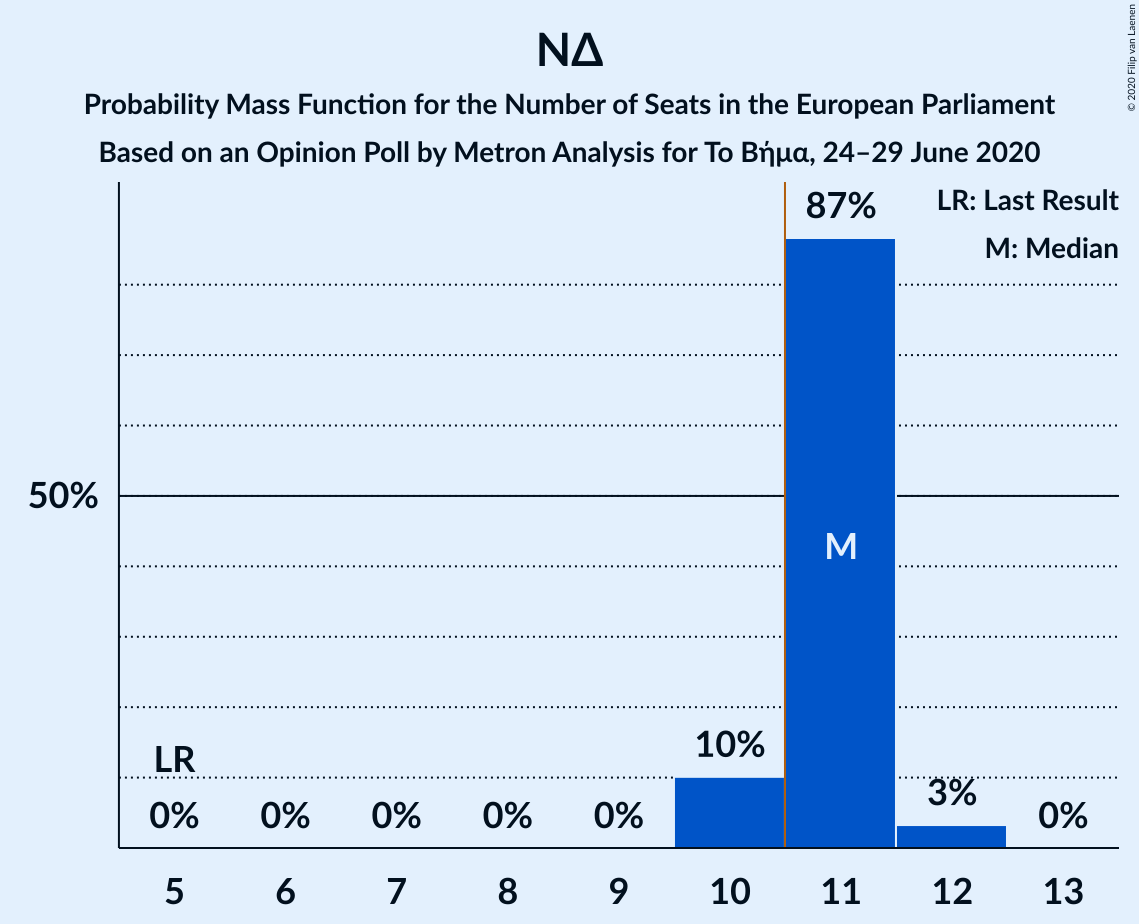 ΝΔ
Probability Mass Function for the Number of Seats in the European Parliament
Based on an Opinion Poll by Metron Analysis for Το Βήμα, 24–29 June 2020
© 2020 Filip van Laenen
LR: Last Result
M: Median
87%
50%
M
LR
10%
3%
0% 0% 0% 0% 0% 0%
5 6 7 8 9 10 11 12 13